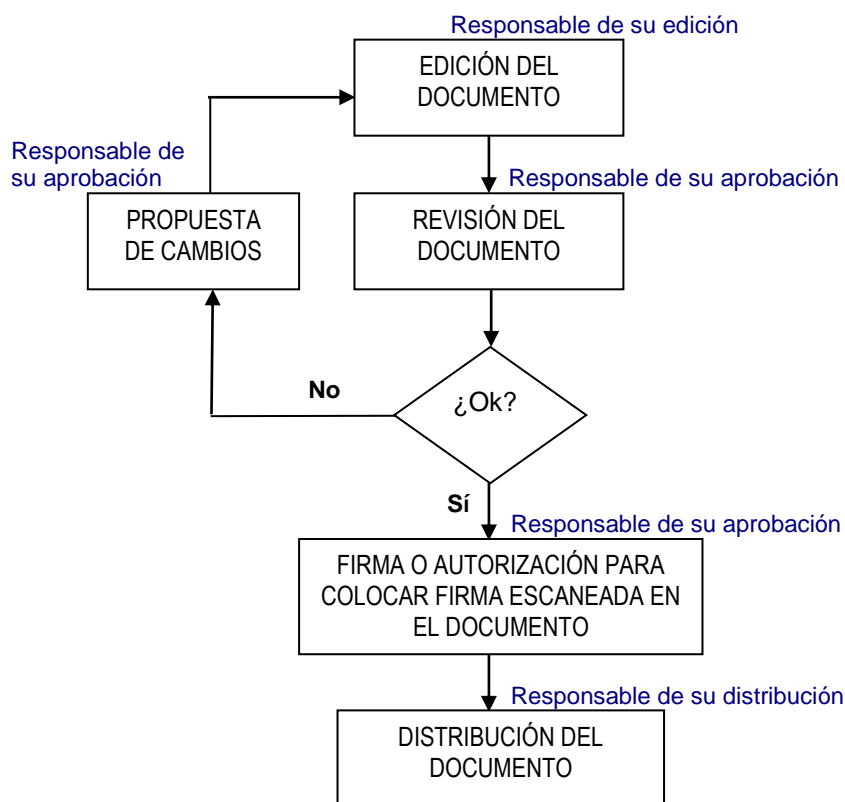 Responsable de su edición
EDICIÓN DEL
DOCUMENTO
Responsable de
su aprobación
Responsable de su aprobación
PROPUESTA
DE CAMBIOS
REVISIÓN DEL
DOCUMENTO
¿Ok?
No
Sí
Responsable de su aprobación
FIRMA O AUTORIZACIÓN PARA
COLOCAR FIRMA ESCANEADA EN
EL DOCUMENTO
Responsable de su distribución
DISTRIBUCIÓN DEL
DOCUMENTO